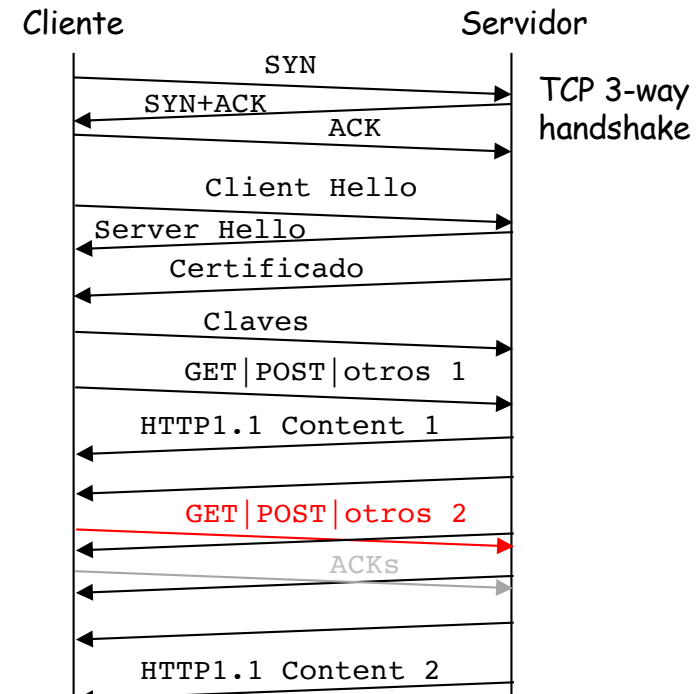 Cliente
Servidor
SYN
TCP 3-way
handshake
SYN+ACK
ACK
Client Hello
Server Hello
Certificado
Claves
GET|POST|otros 1
HTTP1.1 Content 1
GET|POST|otros 2
ACKs
HTTP1.1 Content 2